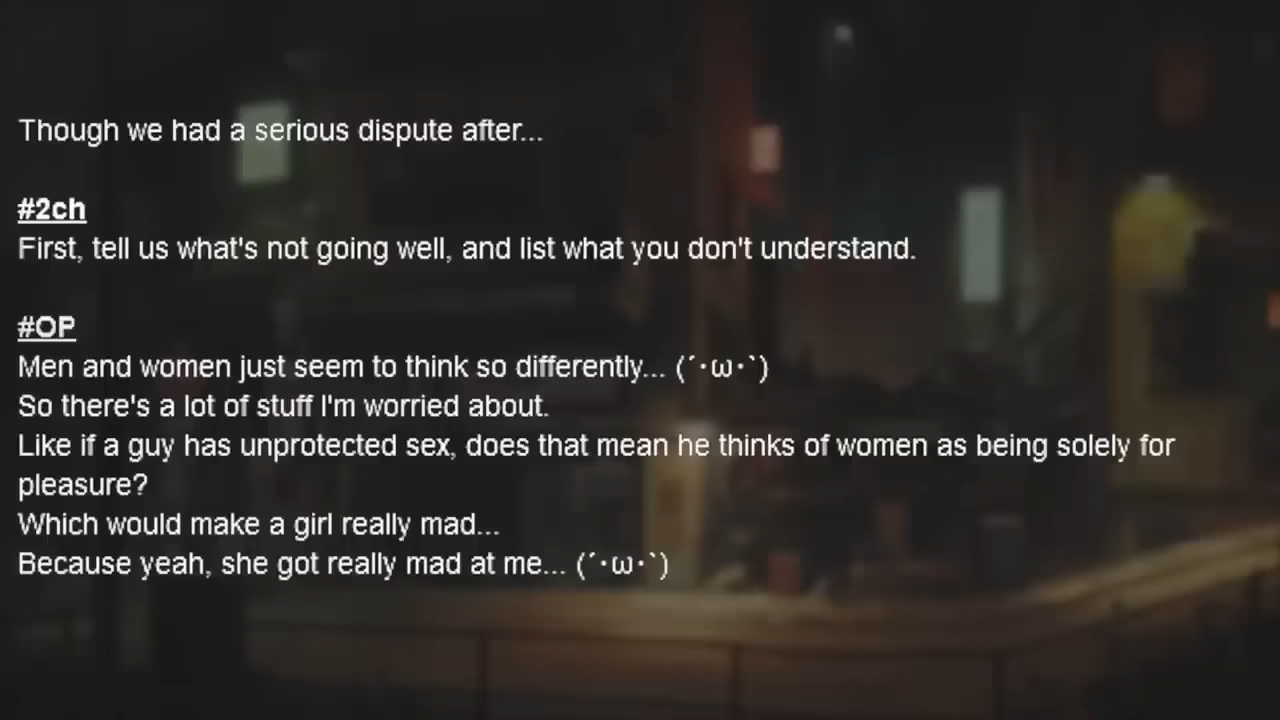 Though we had a serious dispute after...
#2ch
First, tell us what's not going well, and list what you don't understand.
#OP
Men and women just seem to think so differently... (´･ω･`)
So there's a lot of stuff I'm worried about.
Like if a guy has unprotected sex, does that mean he thinks of women as being solely for
pleasure?
Which would make a girl really mad...
Because yeah, she got really mad at me... (´･ω･`)